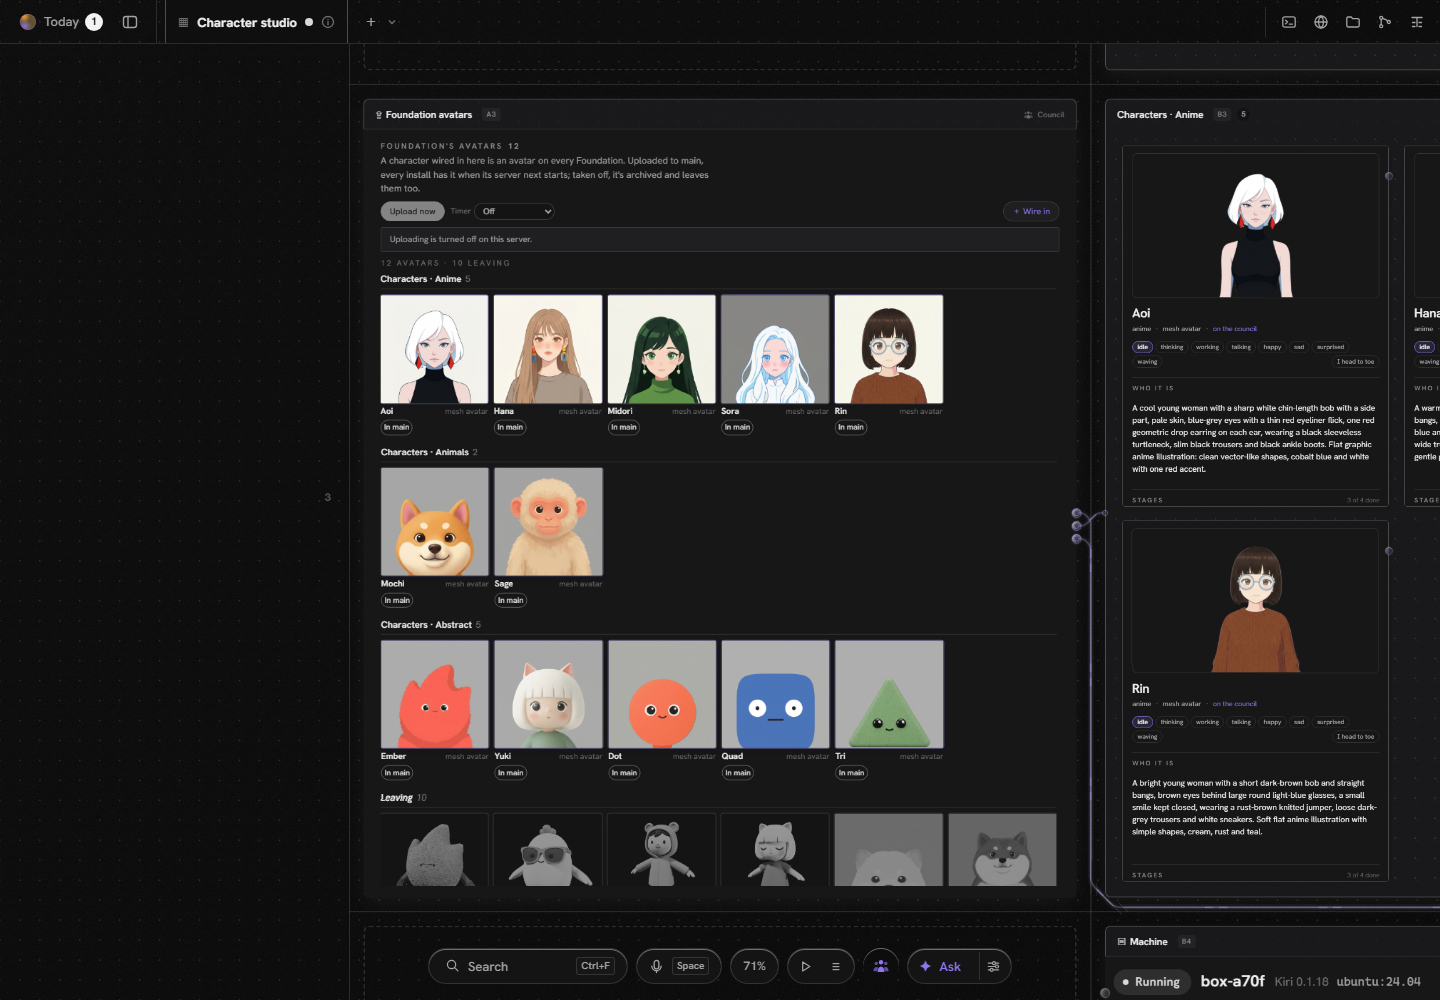 Today 1
Character studio
Foundation avatars A3
Council
FOUNDATION'S AVATARS 12
A character wired in here is an avatar on every Foundation. Uploaded to main,
every install has it when its server next starts; taken off, it's archived and leaves
them too.
Upload now Timer Off
+ Wire in
Uploading is turned off on this server.
12 AVATARS · 10 LEAVING
Characters · Anime 5
Aoi mesh avatar
Hana mesh avatar
Midori mesh avatar
Sora mesh avatar
Rin mesh avatar
In main
In main
In main
In main
In main
Characters · Animals 2
Mochi mesh avatar
Sage mesh avatar
In main
In main
Characters · Abstract 5
Ember mesh avatar
Yuki mesh avatar
Dot mesh avatar
Quad mesh avatar
Tri mesh avatar
In main
In main
In main
In main
In main
Leaving 10
3
Characters · Anime B3 5
Aoi
anime · mesh avatar · on the council
idle thinking working talking happy sad surprised
waving I head to toe
WHO IT IS
A cool young woman with a sharp white chin-length bob with a side
part, pale skin, blue-grey eyes with a thin red eyeliner flick, one red
geometric drop earring on each ear, wearing a black sleeveless
turtleneck, slim black trousers and black ankle boots. Flat graphic
anime illustration: clean vector-like shapes, cobalt blue and white
with one red accent.
STAGES 3 of 4 done
Hana
anime
idle
waving
WHO I
A warm
bangs,
blue an
wide tr
gentle
STAGE
Rin
anime · mesh avatar · on the council
idle thinking working talking happy sad surprised
waving I head to toe
WHO IT IS
A bright young woman with a short dark-brown bob and straight
bangs, brown eyes behind large round light-blue glasses, a small
smile kept closed, wearing a rust-brown knitted jumper, loose dark-
grey trousers and white sneakers. Soft flat anime illustration with
simple shapes, cream, rust and teal.
STAGES 3 of 4 done
Machine B4
Running box-a70f Kiri 0.1.18 ubuntu:24.04
Search Ctrl+F
Space
71%
Ask